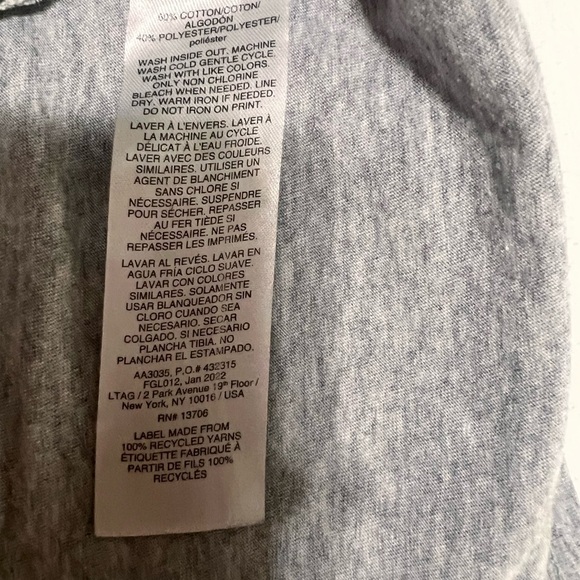 60% COTTON/COTON/
ALGODÓN
40% POLYESTER/POLYESTER/
poliéster
WASH INSIDE OUT. MACHINE
WASH COLD GENTLE CYCLE.
WASH WITH LIKE COLORS.
ONLY NON CHLORINE
BLEACH WHEN NEEDED. LINE
DRY. WARM IRON IF NEEDED.
DO NOT IRON ON PRINT.
LAVER À L'ENVERS. LAVER À
LA MACHINE AU CYCLE
DÉLICAT À L'EAU FROIDE.
LAVER AVEC DES COULEURS
SIMILAIRES. UTILISER UN
AGENT DE BLANCHIMENT
SANS CHLORE SI
NÉCESSAIRE. SUSPENDRE
POUR SÉCHER. REPASSER
AU FER TIÈDE SI
NÉCESSAIRE. NE PAS
REPASSER LES IMPRIMÉS.
LAVAR AL REVÉS. LAVAR EN
AGUA FRÍA CICLO SUAVE.
LAVAR CON COLORES
SIMILARES. SOLAMENTE
USAR BLANQUEADOR SIN
CLORO CUANDO SEA
NECESARIO. SECAR
COLGADO. SI NECESARIO
PLANCHA TIBIA. NO
PLANCHAR EL ESTAMPADO.
AA3035, P.O.# 432315
FGL012, Jan 2022
LTAG / 2 Park Avenue 19th Floor /
New York, NY 10016 / USA
RN# 13706
LABEL MADE FROM
100% RECYCLED YARNS
ÉTIQUETTE FABRIQUÉ À
PARTIR DE FILS 100%
RECYCLÉS